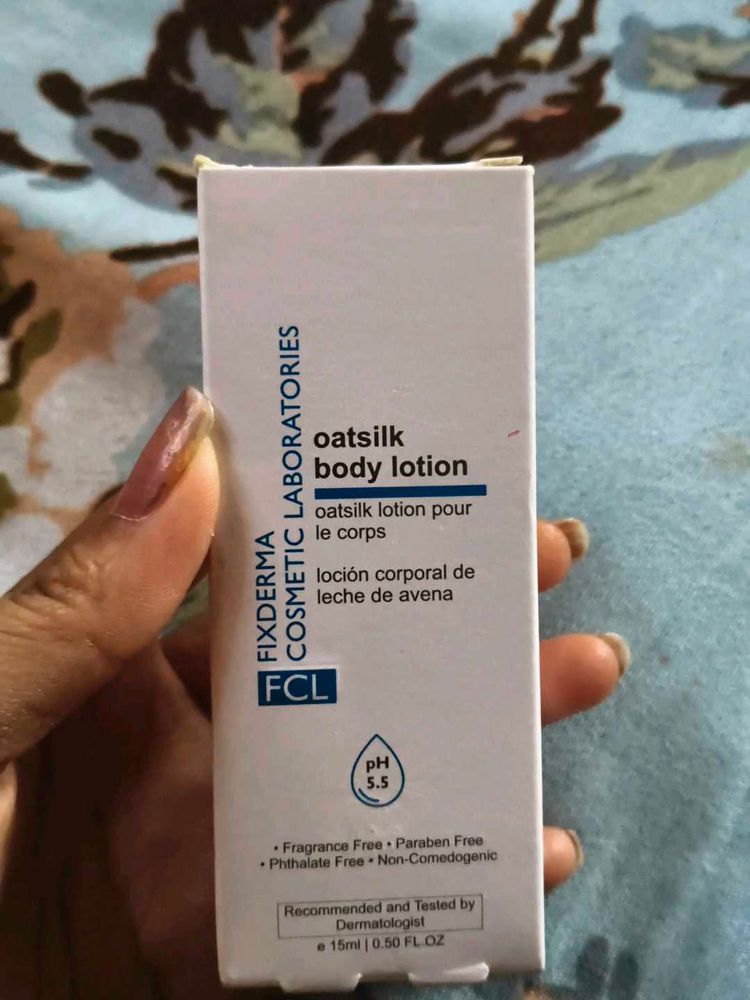 FIXDERMA
COSMETIC LABORATORIES
FCL
oatsilk
body lotion
oatsilk lotion pour
le corps
loción corporal de
leche de avena
pH
5.5
• Fragrance Free • Paraben Free
• Phthalate Free • Non-Comedogenic
Recommended and Tested by
Dermatologist
e 15ml | 0.50 FL.OZ